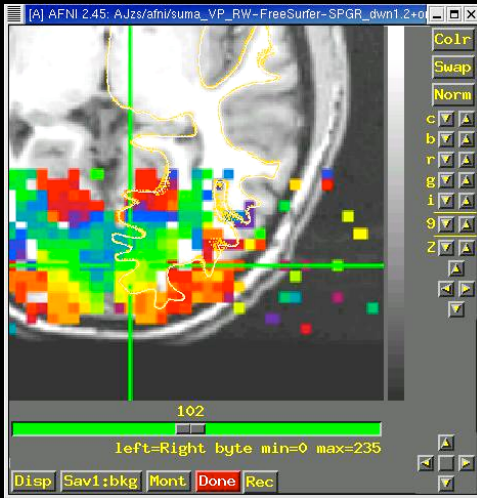 [A] AFNI 2.45: AJzs/afni/suma_VP_RW-FreeSurfer-SPGR_dwn1.2+or
Colr
Swap
Norm
c
b
r
g
i
9
Z
102
left=Right byte min=0 max=235
Disp Sav1:bkg Mont Done Rec